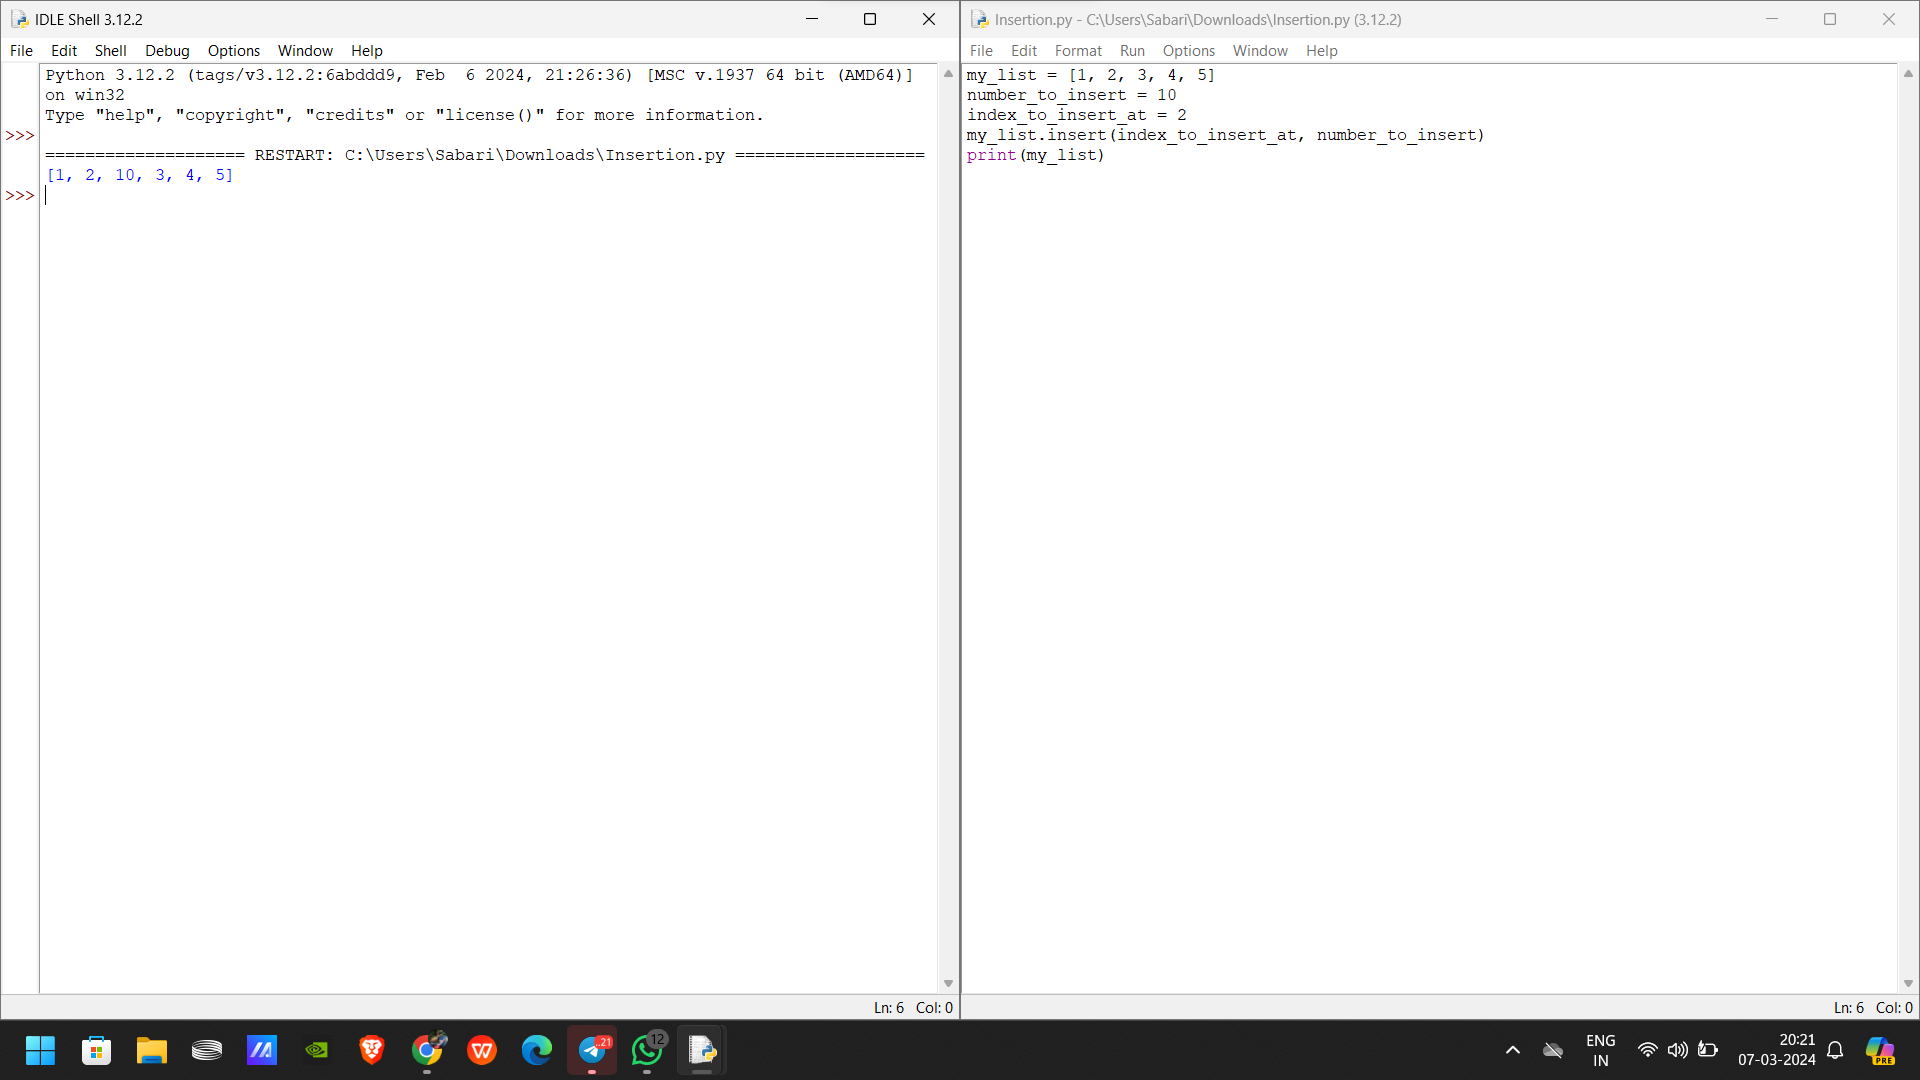 IDLE Shell 3.12.2
File Edit Shell Debug Options Window Help
Python 3.12.2 (tags/v3.12.2:6abddd9, Feb  6 2024, 21:26:36) [MSC v.1937 64 bit (AMD64)]
on win32
Type "help", "copyright", "credits" or "license()" for more information.
>>>
==================== RESTART: C:\Users\Sabari\Downloads\Insertion.py ===================
[1, 2, 10, 3, 4, 5]
>>>
Ln: 6 Col: 0
Insertion.py - C:\Users\Sabari\Downloads\Insertion.py (3.12.2)
File Edit Format Run Options Window Help
my_list = [1, 2, 3, 4, 5]
number_to_insert = 10
index_to_insert_at = 2
my_list.insert(index_to_insert_at, number_to_insert)
print(my_list)
Ln: 6 Col: 0
W
..21
12
ENG
IN
20:21
07-03-2024
PRE